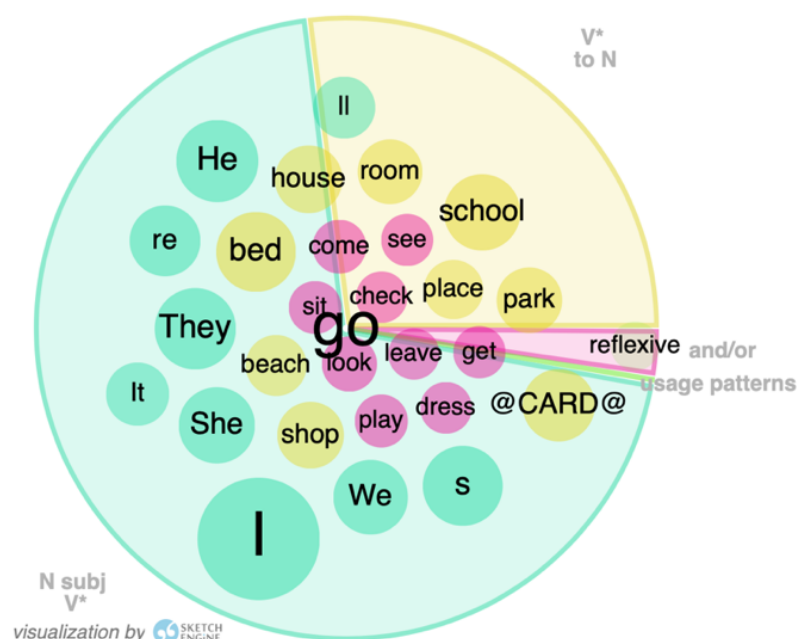 V*
to N
ll
He
house
room
school
re
bed
come
see
sit
check
place
park
They
go
reflexive
and/or
beach
look
leave
get
usage patterns
It
She
shop
play
dress
@CARD@
We
s
I
N subj
V*
visualization by SKETCH ENGINE